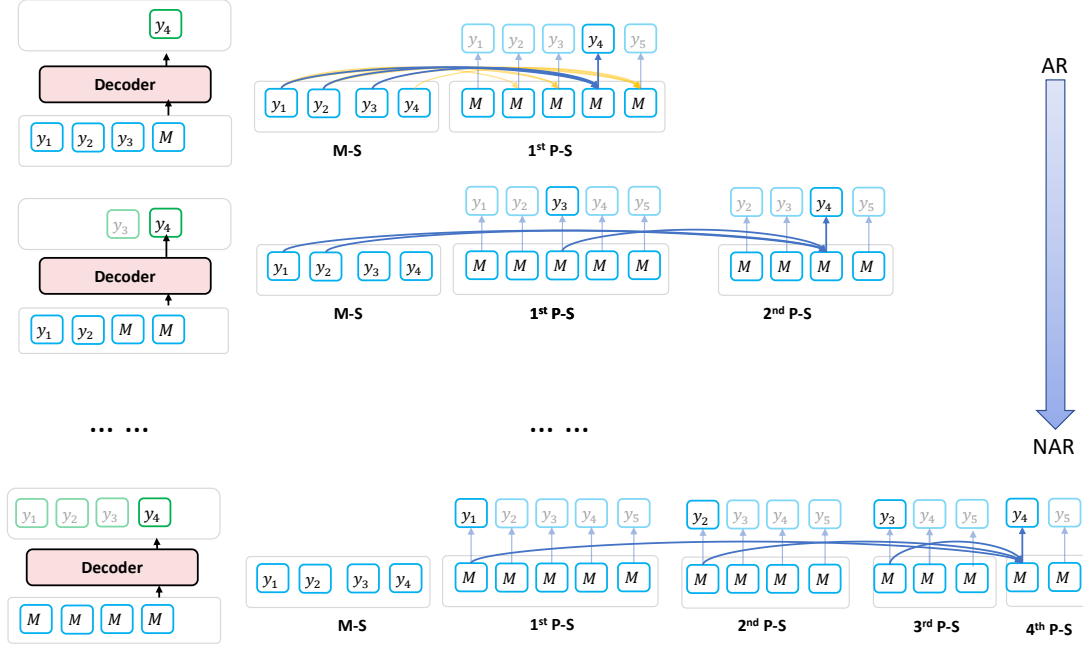 y₄
Decoder
y₁ y₂ y₃ M
y₁ y₂ y₃ y₄ y₅
y₁ y₂ y₃ y₄ M M M M M
M-S 1ˢᵗ P-S
AR
y₃ y₄
Decoder
y₁ y₂ M M
y₁ y₂ y₃ y₄ y₅ y₂ y₃ y₄ y₅
y₁ y₂ y₃ y₄ M M M M M M M M M
M-S 1ˢᵗ P-S 2ⁿᵈ P-S
... ... ... ...
NAR
y₁ y₂ y₃ y₄
Decoder
M M M M
y₁ y₂ y₃ y₄ y₅ y₂ y₃ y₄ y₅ y₃ y₄ y₅ y₄ y₅
y₁ y₂ y₃ y₄ M M M M M M M M M M M M M M
M-S 1ˢᵗ P-S 2ⁿᵈ P-S 3ʳᵈ P-S 4ᵗʰ P-S